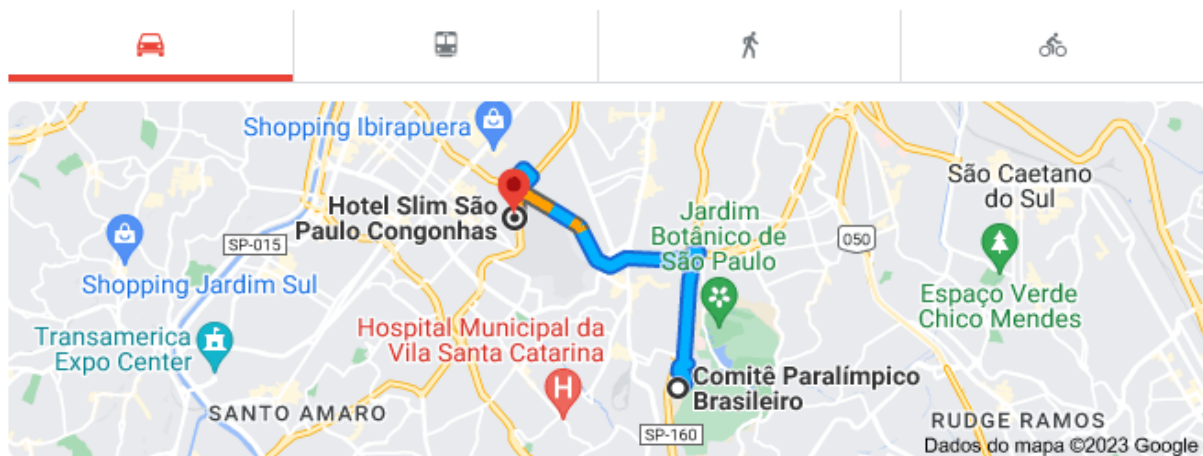 Shopping Ibirapuera
São Caetano
do Sul
Hotel Slim São
Paulo Congonhas
Jardim
Botânico de
São Paulo
SP-015
050
Shopping Jardim Sul
Espaço Verde
Chico Mendes
Transamerica
Expo Center
Hospital Municipal da
Vila Santa Catarina
H
Comitê Paralímpico
Brasileiro
SANTO AMARO
SP-160
RUDGE RAMOS
Dados do mapa ©2023 Google